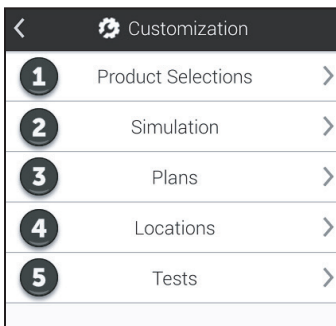 Customization
1 Product Selections
2 Simulation
3 Plans
4 Locations
5 Tests